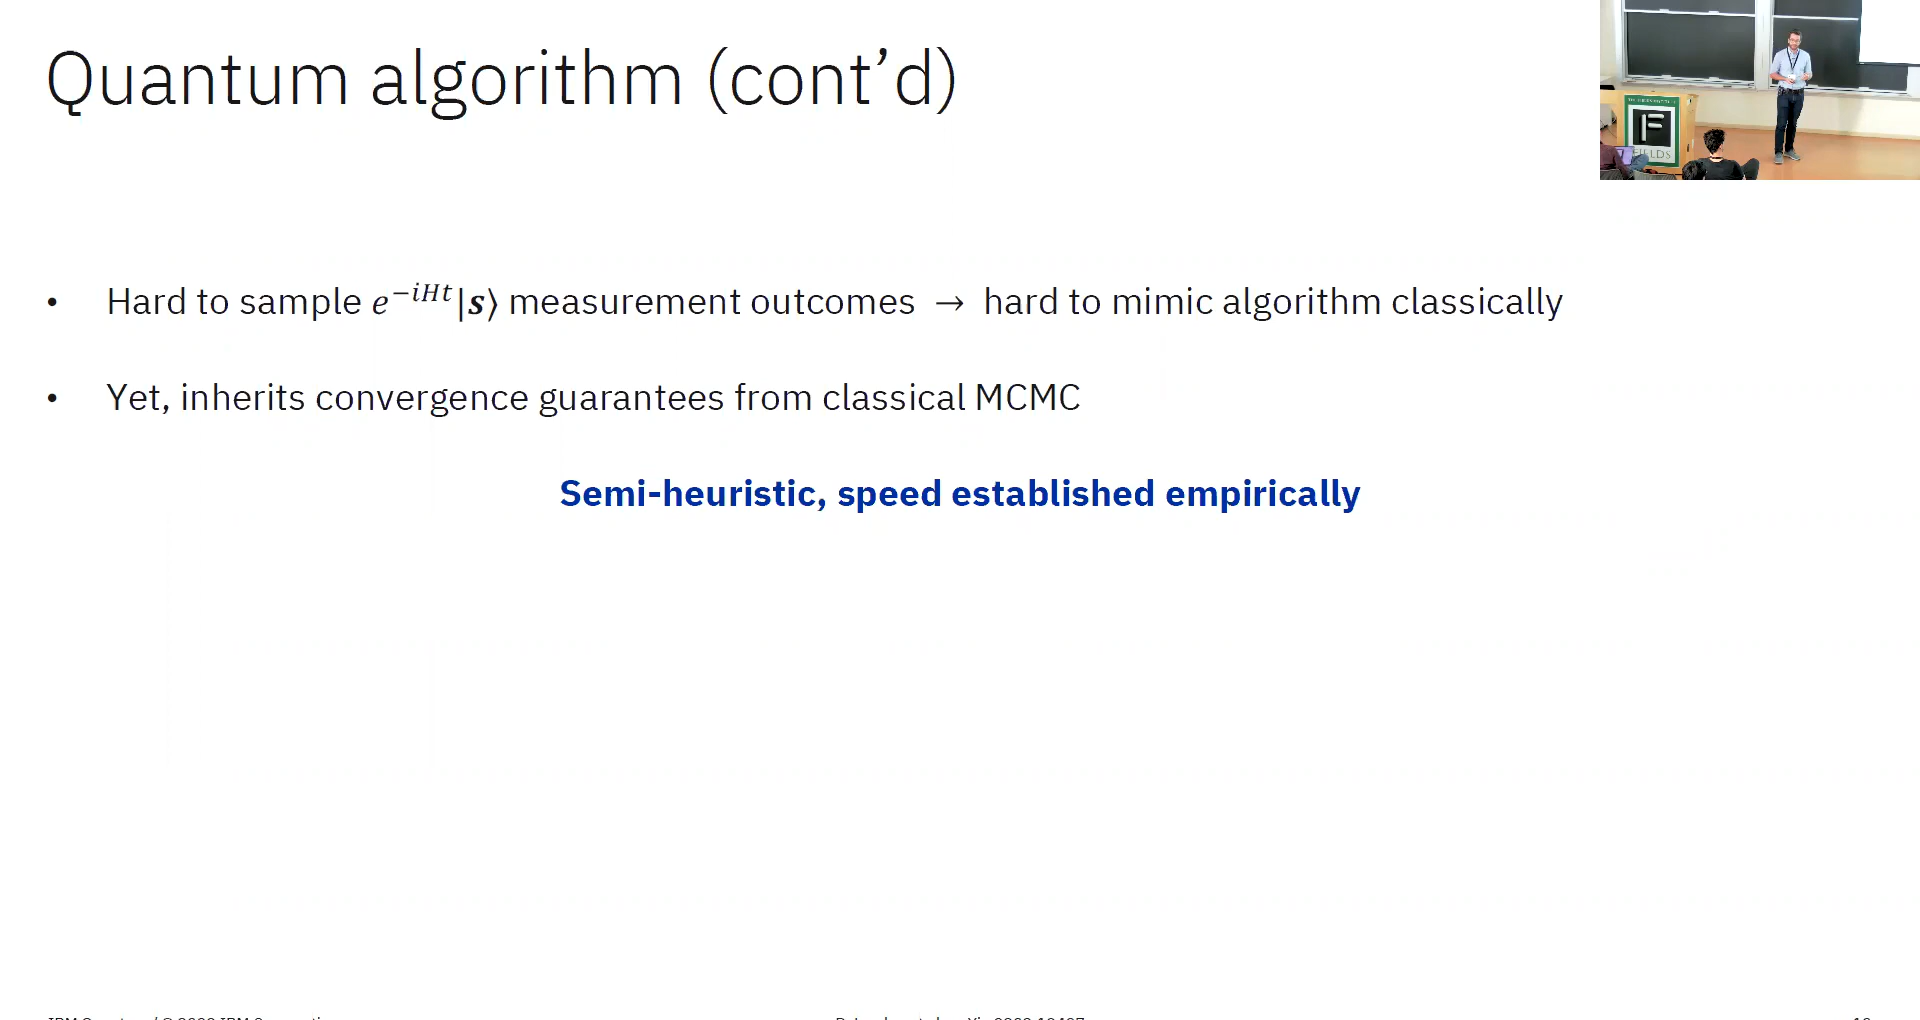 Quantum algorithm (cont’d)
• Hard to sample e^{−iHt}|s⟩ measurement outcomes → hard to mimic algorithm classically
• Yet, inherits convergence guarantees from classical MCMC
Semi-heuristic, speed established empirically
FIELDS